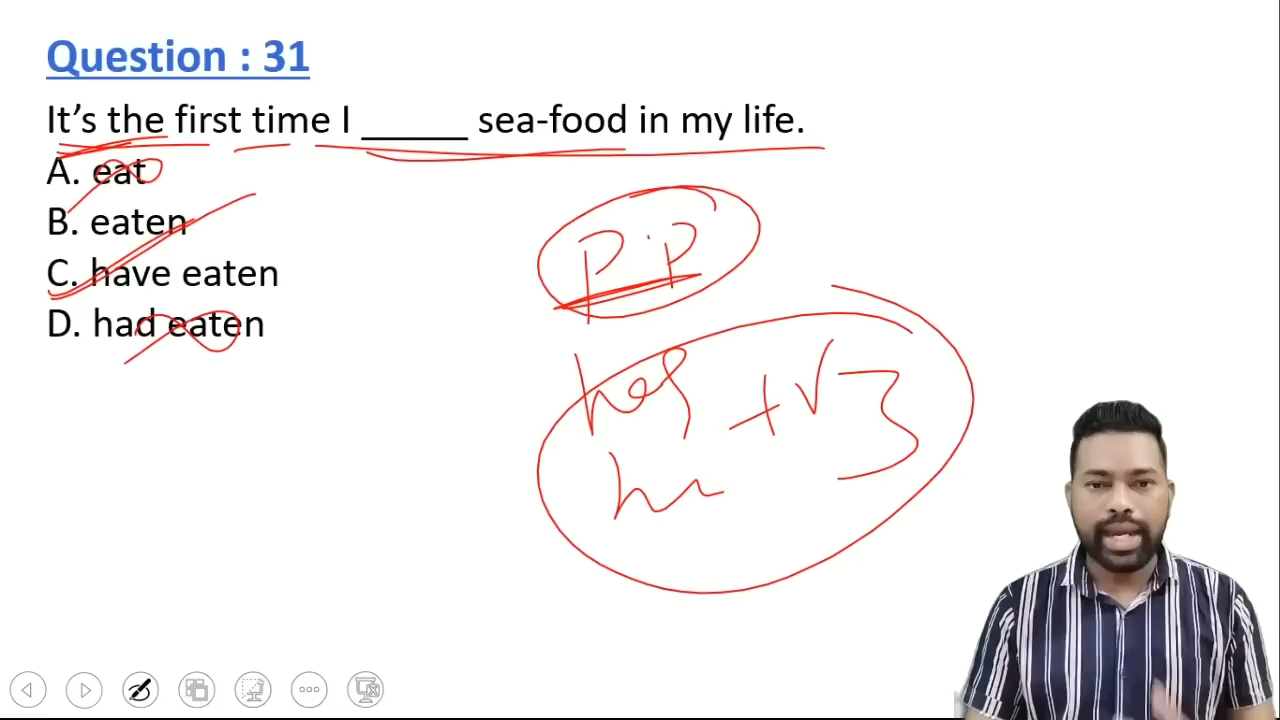 Question : 31
It’s the first time I ______ sea-food in my life.
A. eat
B. eaten
C. have eaten
D. had eaten
p.p
has
+ V3